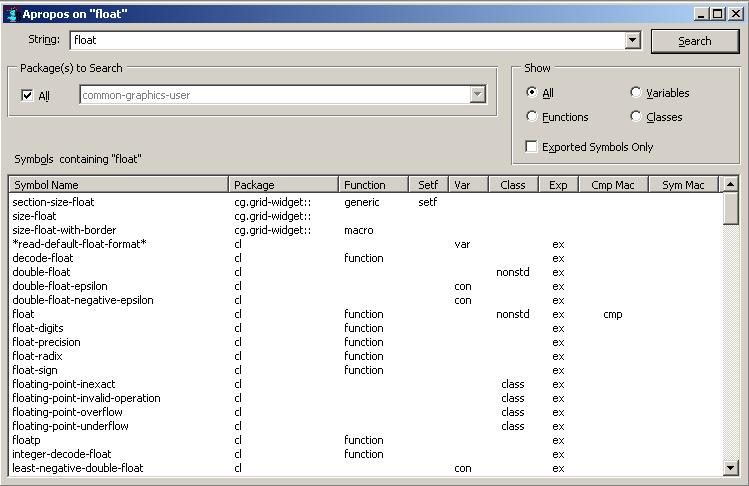 Apropos on "float"
String: float Search
Package(s) to Search Show
All common-graphics-user All Variables
Functions Classes
Exported Symbols Only
Symbols containing "float"
Symbol Name Package Function Setf Var Class Exp Cmp Mac Sym Mac
section-size-float cg.grid-widget:: generic setf
size-float cg.grid-widget::
size-float-with-border cg.grid-widget:: macro
*read-default-float-format* cl var ex
decode-float cl function ex
double-float cl nonstd ex
double-float-epsilon cl con ex
double-float-negative-epsilon cl con ex
float cl function nonstd ex cmp
float-digits cl function ex
float-precision cl function ex
float-radix cl function ex
float-sign cl function ex
floating-point-inexact cl class ex
floating-point-invalid-operation cl class ex
floating-point-overflow cl class ex
floating-point-underflow cl class ex
floatp cl function ex
integer-decode-float cl function ex
least-negative-double-float cl con ex